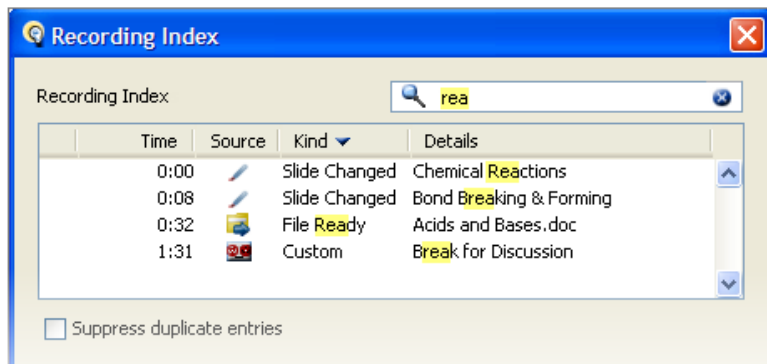 Recording Index
Recording Index rea
Time Source Kind Details
0:00 Slide Changed Chemical Reactions
0:08 Slide Changed Bond Breaking & Forming
0:32 File Ready Acids and Bases.doc
1:31 Custom Break for Discussion
Suppress duplicate entries